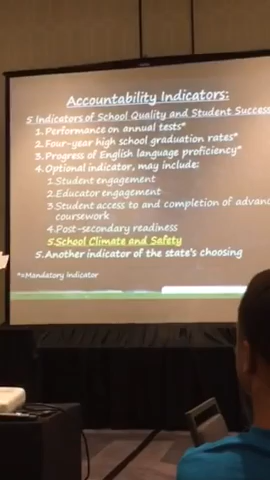 Accountability Indicators:
5 Indicators of School Quality and Student Success
1. Performance on annual tests*
2. Four-year high school graduation rates*
3. Progress of English language proficiency*
4. Optional indicator, may include:
1. Student engagement
2. Educator engagement
3. Student access to and completion of advanc
coursework
4. Post-secondary readiness
5. School Climate and Safety
5. Another indicator of the state's choosing
*=Mandatory Indicator